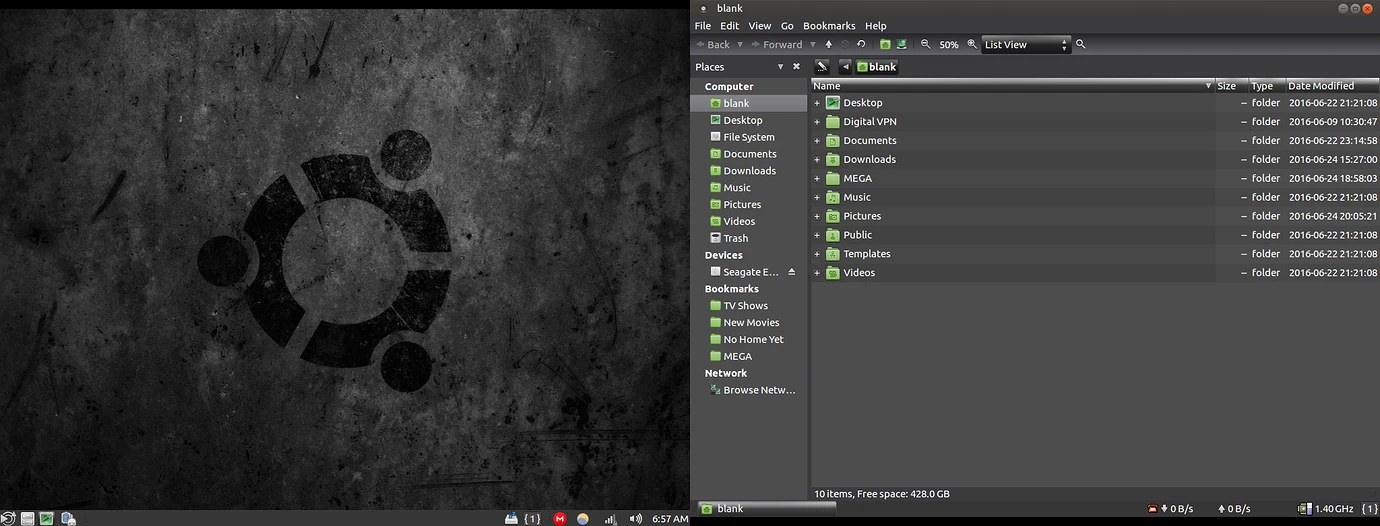 blank
File Edit View Go Bookmarks Help
Back Forward 50% List View
Places blank
Computer
blank
Desktop
File System
Documents
Downloads
Music
Pictures
Videos
Trash
Devices
Seagate E...
Bookmarks
TV Shows
New Movies
No Home Yet
MEGA
Network
Browse Netw...
Name Size Type Date Modified
+ Desktop – folder 2016-06-22 21:21:08
+ Digital VPN – folder 2016-06-09 10:30:47
+ Documents – folder 2016-06-22 23:14:58
+ Downloads – folder 2016-06-24 15:27:00
+ MEGA – folder 2016-06-24 18:58:03
+ Music – folder 2016-06-22 21:21:08
+ Pictures – folder 2016-06-24 20:05:21
+ Public – folder 2016-06-22 21:21:08
+ Templates – folder 2016-06-22 21:21:08
+ Videos – folder 2016-06-22 21:21:08
10 items, Free space: 428.0 GB
{1} M 6:57 AM
blank 0 B/s 0 B/s 1.40 GHz {1}